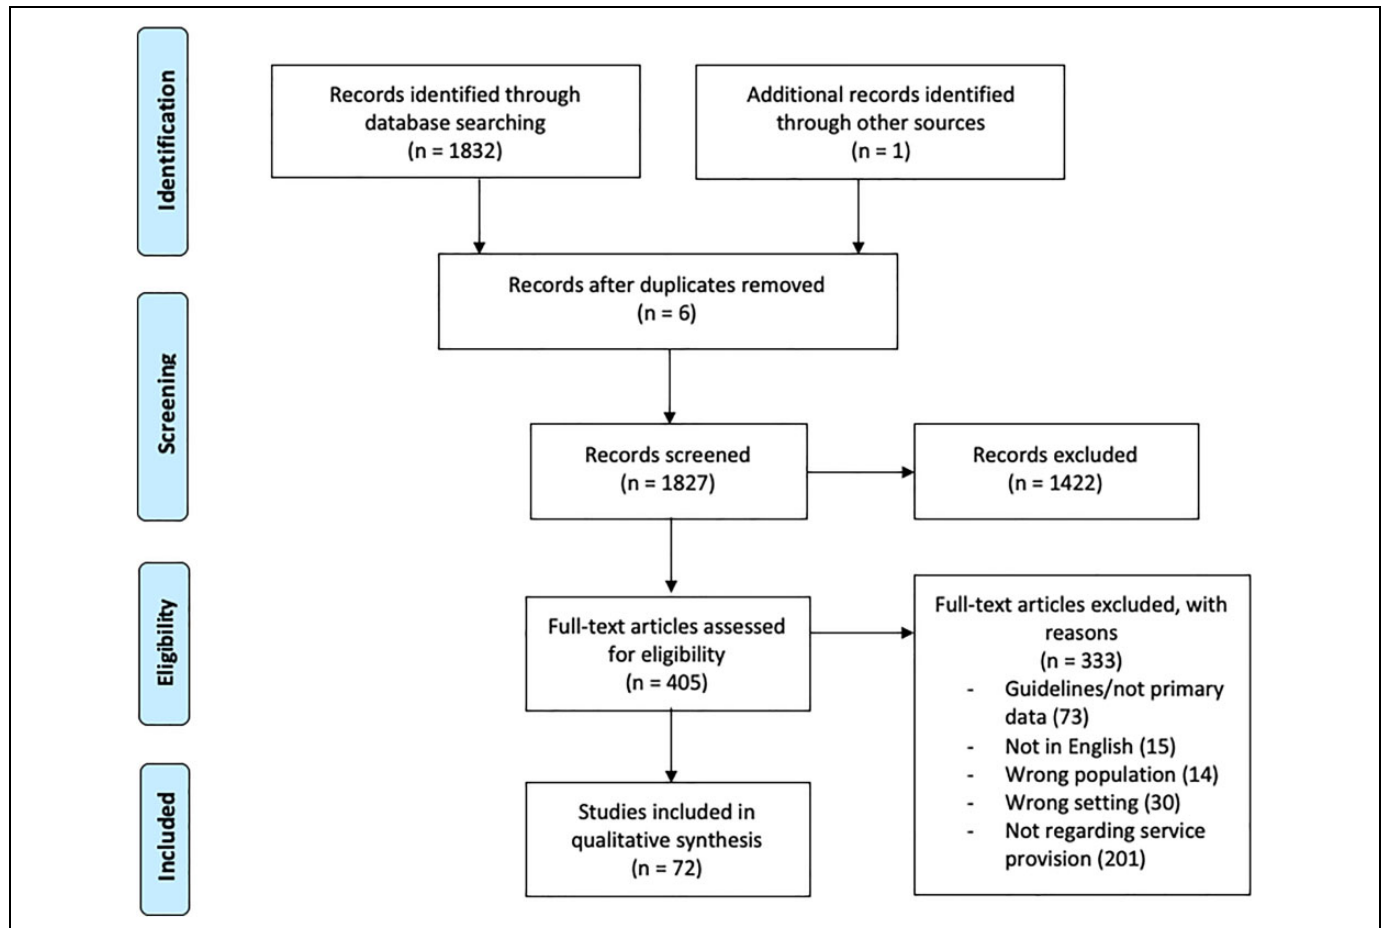 Identification
Records identified through
database searching
(n = 1832)
Additional records identified
through other sources
(n = 1)
Records after duplicates removed
(n = 6)
Screening
Records screened
(n = 1827)
Records excluded
(n = 1422)
Eligibility
Full-text articles assessed
for eligibility
(n = 405)
Full-text articles excluded, with
reasons
(n = 333)
- Guidelines/not primary
data (73)
- Not in English (15)
- Wrong population (14)
- Wrong setting (30)
- Not regarding service
provision (201)
Included
Studies included in
qualitative synthesis
(n = 72)